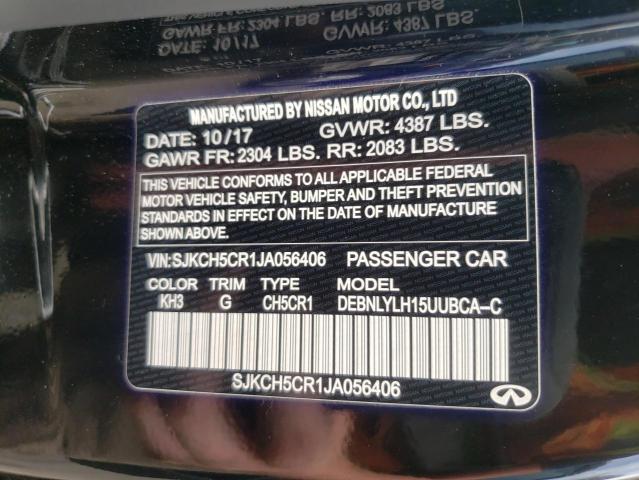 MANUFACTURED BY NISSAN MOTOR CO., LTD
DATE: 10/17 GVWR: 4387 LBS.
GAWR FR: 2304 LBS. RR: 2083 LBS.
THIS VEHICLE CONFORMS TO ALL APPLICABLE FEDERAL
MOTOR VEHICLE SAFETY, BUMPER AND THEFT PREVENTION
STANDARDS IN EFFECT ON THE DATE OF MANUFACTURE
SHOWN ABOVE.
VIN:SJKCH5CR1JA056406 PASSENGER CAR
COLOR TRIM TYPE MODEL
KH3 G CH5CR1 DEBNLYLH15UUBCA-C
SJKCH5CR1JA056406